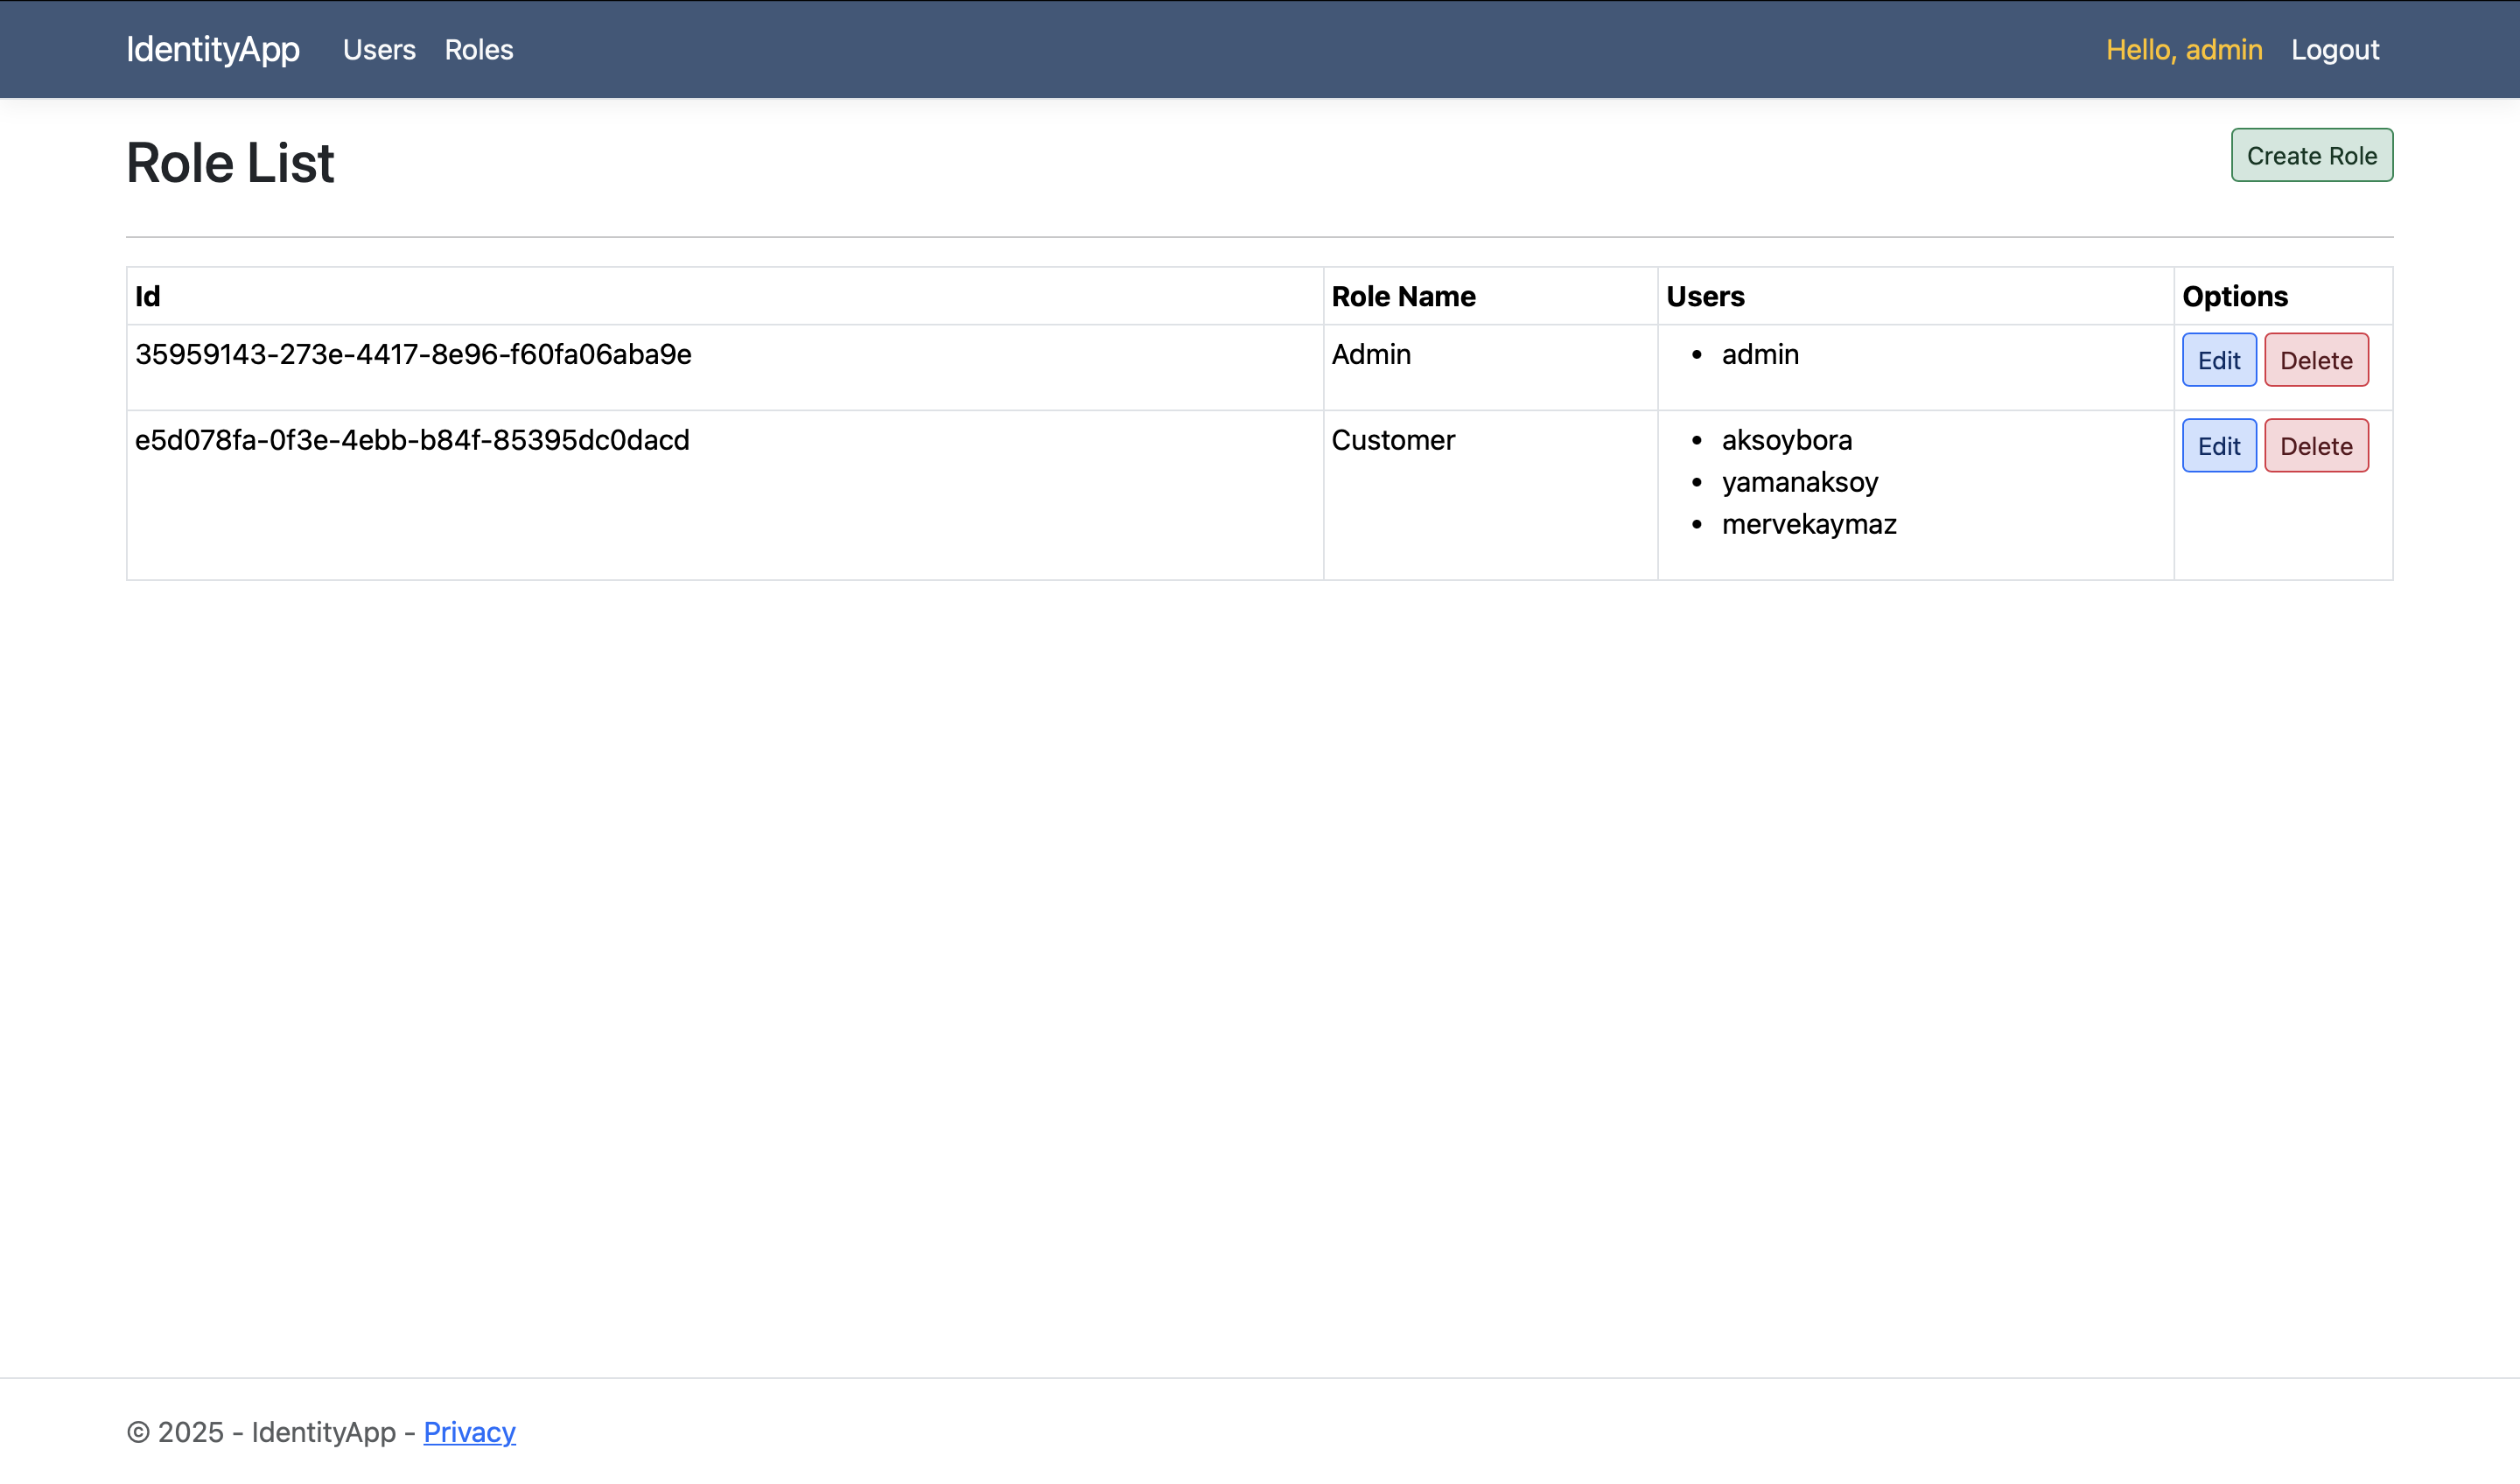 IdentityApp Users Roles Hello, admin Logout
Role List Create Role
Id Role Name Users Options
35959143-273e-4417-8e96-f60fa06aba9e Admin • admin Edit Delete
e5d078fa-0f3e-4ebb-b84f-85395dc0dacd Customer • aksoybora Edit Delete
• yamanaksoy
• mervekaymaz
© 2025 - IdentityApp - Privacy